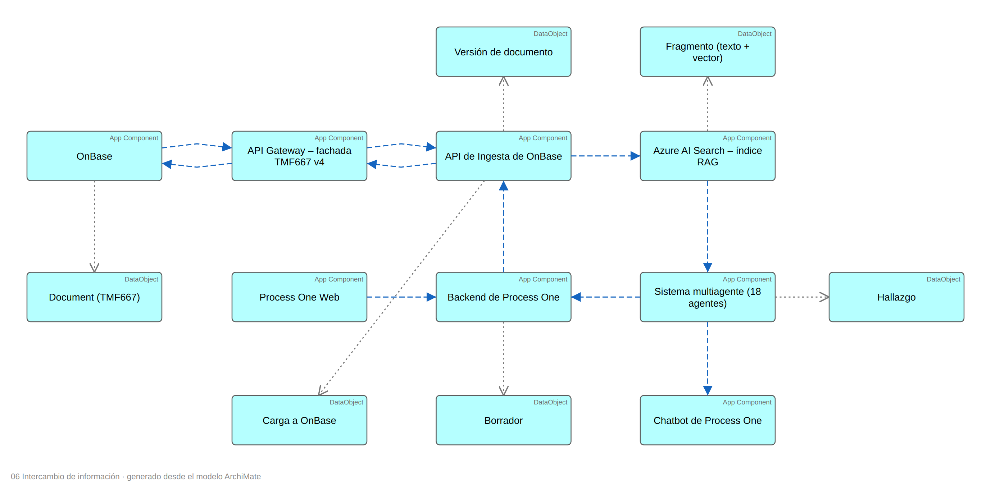 DataObject
Versión de documento
DataObject
Fragmento (texto +
vector)
App Component
OnBase
App Component
API Gateway – fachada
TMF667 v4
App Component
API de Ingesta de OnBase
App Component
Azure AI Search – índice
RAG
DataObject
Document (TMF667)
App Component
Process One Web
App Component
Backend de Process One
App Component
Sistema multiagente (18
agentes)
DataObject
Hallazgo
DataObject
Carga a OnBase
DataObject
Borrador
App Component
Chatbot de Process One
06 Intercambio de información · generado desde el modelo ArchiMate